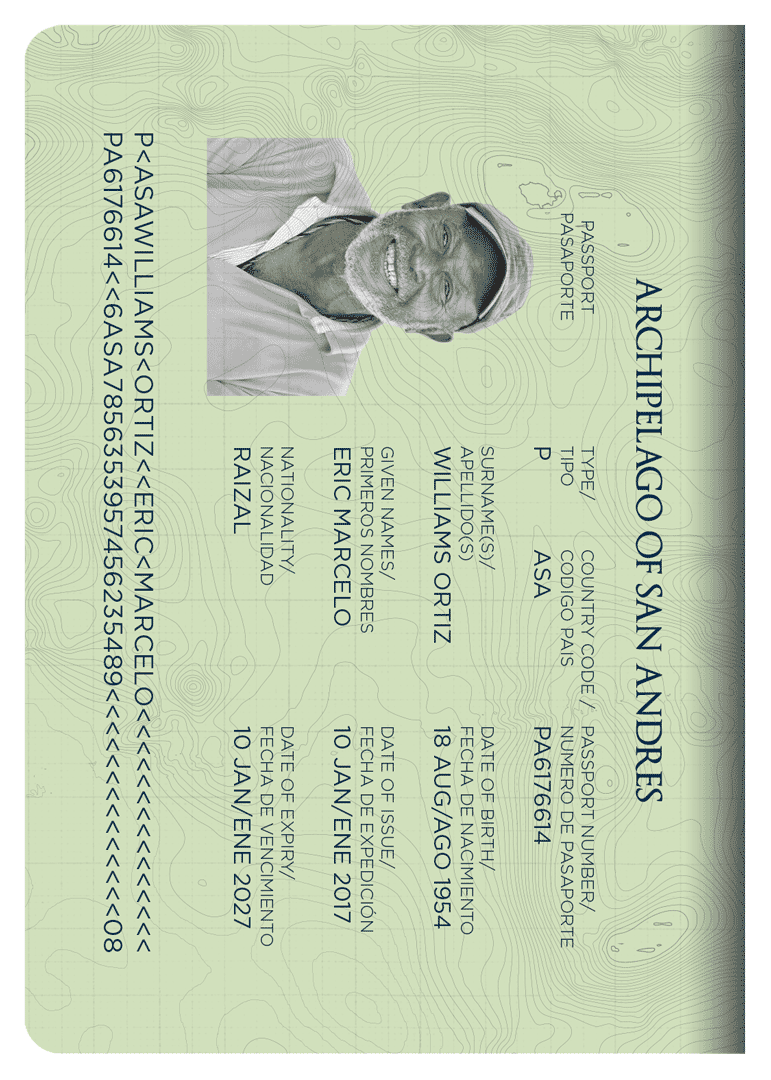 ARCHIPELAGO OF SAN ANDRES
PASSPORT
PASAPORTE
TYPE/
TIPO
P
COUNTRY CODE /
CODIGO PAIS
ASA
PASSPORT NUMBER/
NUMERO DE PASAPORTE
PA6176614
SURNAME(S)/
APELLIDO(S)
WILLIAMS ORTIZ
DATE OF BIRTH/
FECHA DE NACIMIENTO
18 AUG/AGO 1954
GIVEN NAMES/
PRIMEROS NOMBRES
ERIC MARCELO
DATE OF ISSUE/
FECHA DE EXPEDICIÓN
10 JAN/ENE 2017
NATIONALITY/
NACIONALIDAD
RAIZAL
DATE OF EXPIRY/
FECHA DE VENCIMIENTO
10 JAN/ENE 2027
P<ASAWILLIAMS<ORTIZ<<ERIC<MARCELO<<<<<<<<<<<<<<<<
PA6176614<<6ASA7856353957456235489<<<<<<<<<<<<<<08